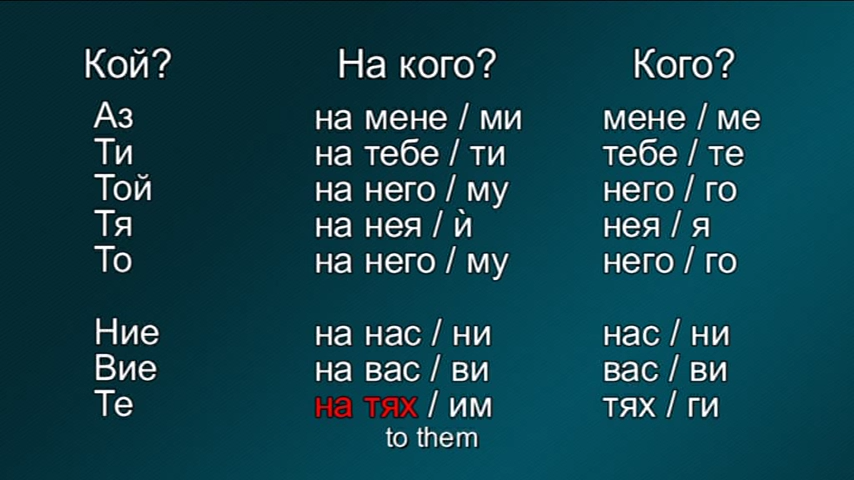 Кой? На кого? Кого?
Аз на мене / ми мене / ме
Ти на тебе / ти тебе / те
Той на него / му него / го
Тя на нея / ѝ нея / я
То на него / му него / го
Ние на нас / ни нас / ни
Вие на вас / ви вас / ви
Те на тях / им тях / ги
to them